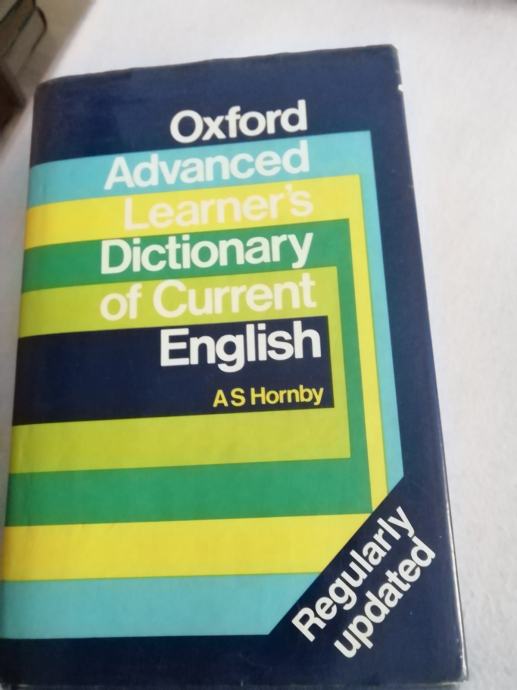 Oxford
Advanced
Learner's
Dictionary
of Current
English
A S Hornby
Regularly
updated